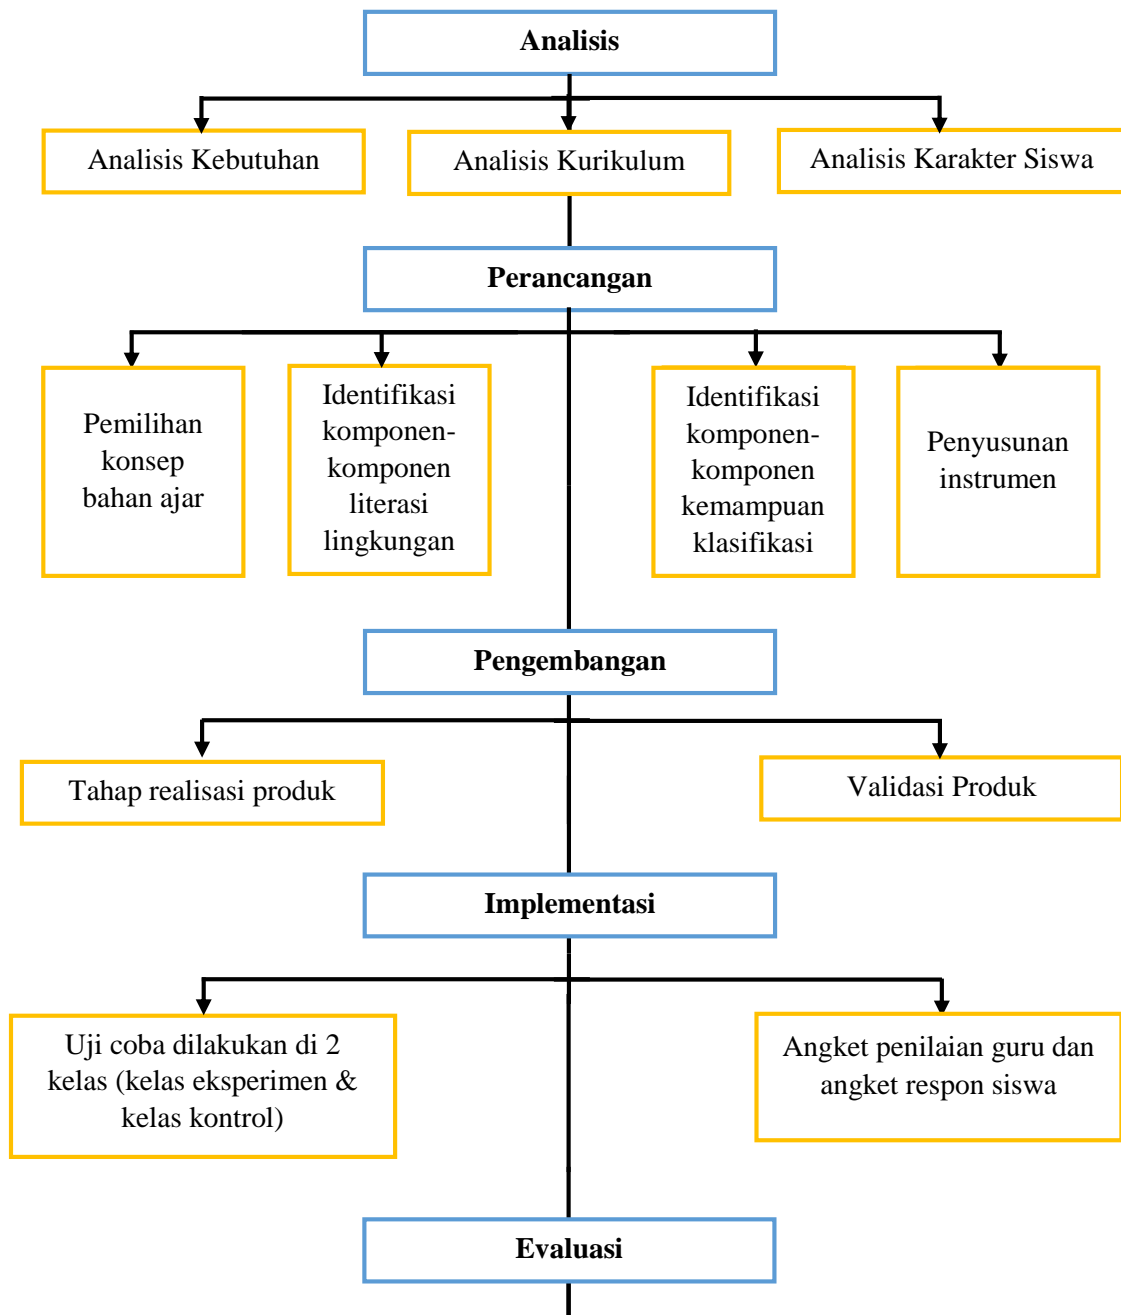 Analisis
Analisis Kebutuhan
Analisis Kurikulum
Analisis Karakter Siswa
Perancangan
Pemilihan
konsep
bahan ajar
Identifikasi
komponen-
komponen
literasi
lingkungan
Identifikasi
komponen-
komponen
kemampuan
klasifikasi
Penyusunan
instrumen
Pengembangan
Tahap realisasi produk
Validasi Produk
Implementasi
Uji coba dilakukan di 2
kelas (kelas eksperimen &
kelas kontrol)
Angket penilaian guru dan
angket respon siswa
Evaluasi